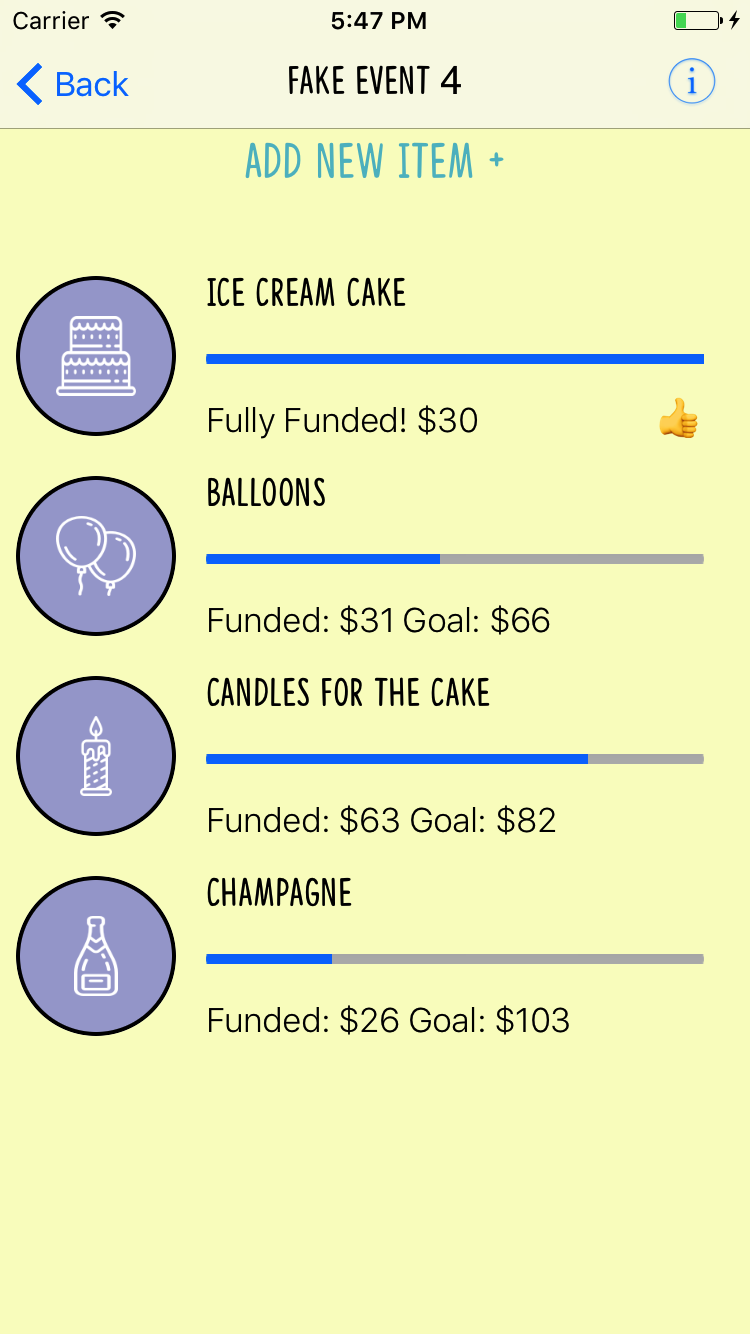 Carrier 5:47 PM
Back FAKE EVENT 4 i
ADD NEW ITEM +
ICE CREAM CAKE
Fully Funded! $30 👍
BALLOONS
Funded: $31 Goal: $66
CANDLES FOR THE CAKE
Funded: $63 Goal: $82
CHAMPAGNE
Funded: $26 Goal: $103